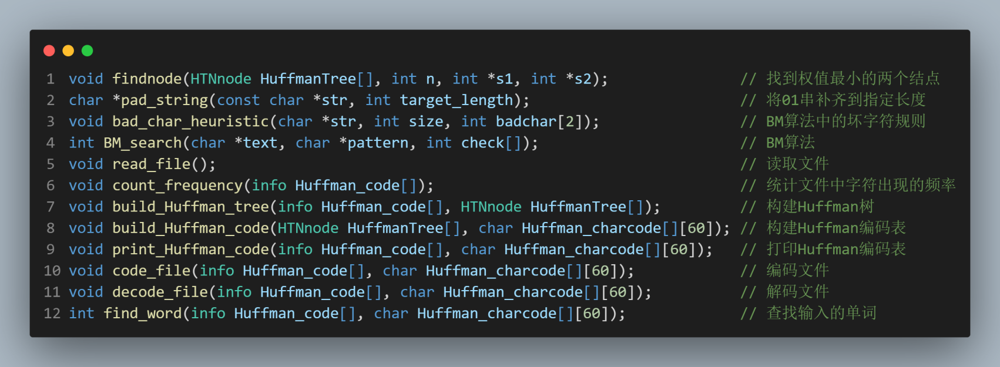 1 void findnode(HTNnode HuffmanTree[], int n, int *s1, int *s2); // 找到权值最小的两个结点
2 char *pad_string(const char *str, int target_length); // 将01串补齐到指定长度
3 void bad_char_heuristic(char *str, int size, int badchar[2]); // BM算法中的坏字符规则
4 int BM_search(char *text, char *pattern, int check[]); // BM算法
5 void read_file(); // 读取文件
6 void count_frequency(info Huffman_code[]); // 统计文件中字符出现的频率
7 void build_Huffman_tree(info Huffman_code[], HTNnode HuffmanTree[]); // 构建Huffman树
8 void build_Huffman_code(HTNnode HuffmanTree[], char Huffman_charcode[][60]); // 构建Huffman编码表
9 void print_Huffman_code(info Huffman_code[], char Huffman_charcode[][60]); // 打印Huffman编码表
10 void code_file(info Huffman_code[], char Huffman_charcode[][60]); // 编码文件
11 void decode_file(info Huffman_code[], char Huffman_charcode[][60]); // 解码文件
12 int find_word(info Huffman_code[], char Huffman_charcode[][60]); // 查找输入的单词